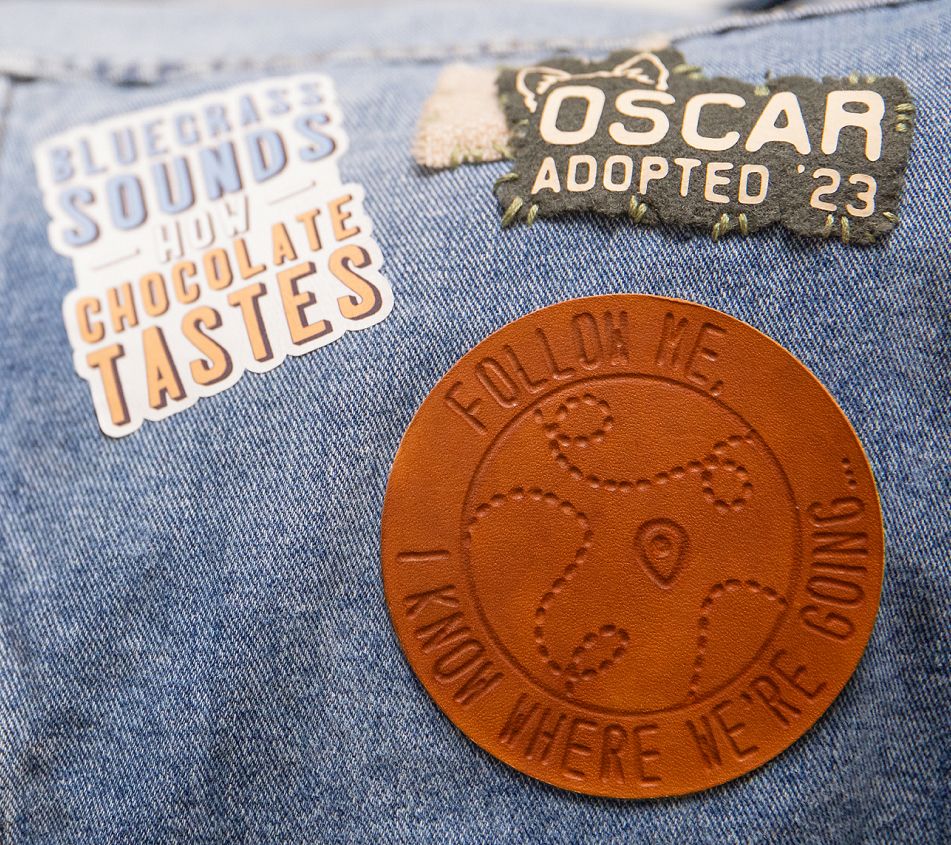 BLUEGRASS
SOUNDS
HOW
CHOCOLATE
TASTES
OSCAR
ADOPTED '23
FOLLOW ME,
I KNOW WHERE WE'RE GOING...